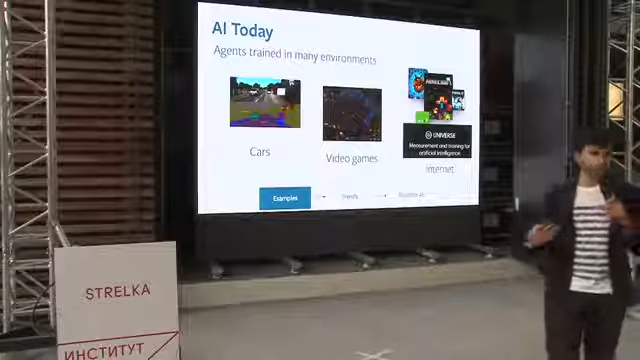 AI Today
Agents trained in many environments
UNIVERSE
Measurement and training for
artificial intelligence
Cars
Video games
Internet
Examples
Trends
STRELKA
ИНСТИТУТ